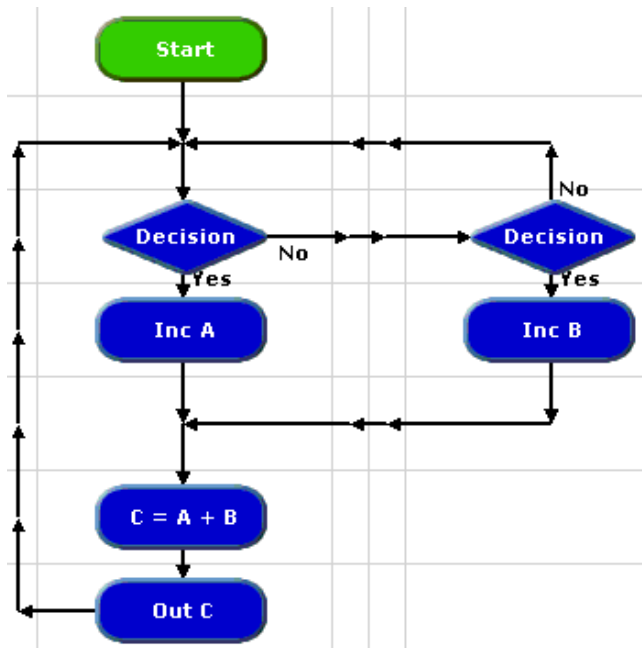 Start
No
Decision
Decision
No
Yes
Yes
Inc A
Inc B
C = A + B
Out C